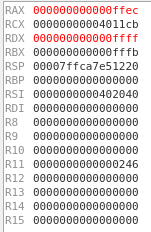 RAX 000000000000ffec
RCX 00000000004011cb
RDX 000000000000ffff
RBX 000000000000fffb
RSP 00007ffca7e51220
RBP 0000000000000000
RSI 0000000000402040
RDI 0000000000000000
R8 0000000000000000
R9 0000000000000000
R10 0000000000000000
R11 0000000000000246
R12 0000000000000000
R13 0000000000000000
R14 0000000000000000
R15 0000000000000000